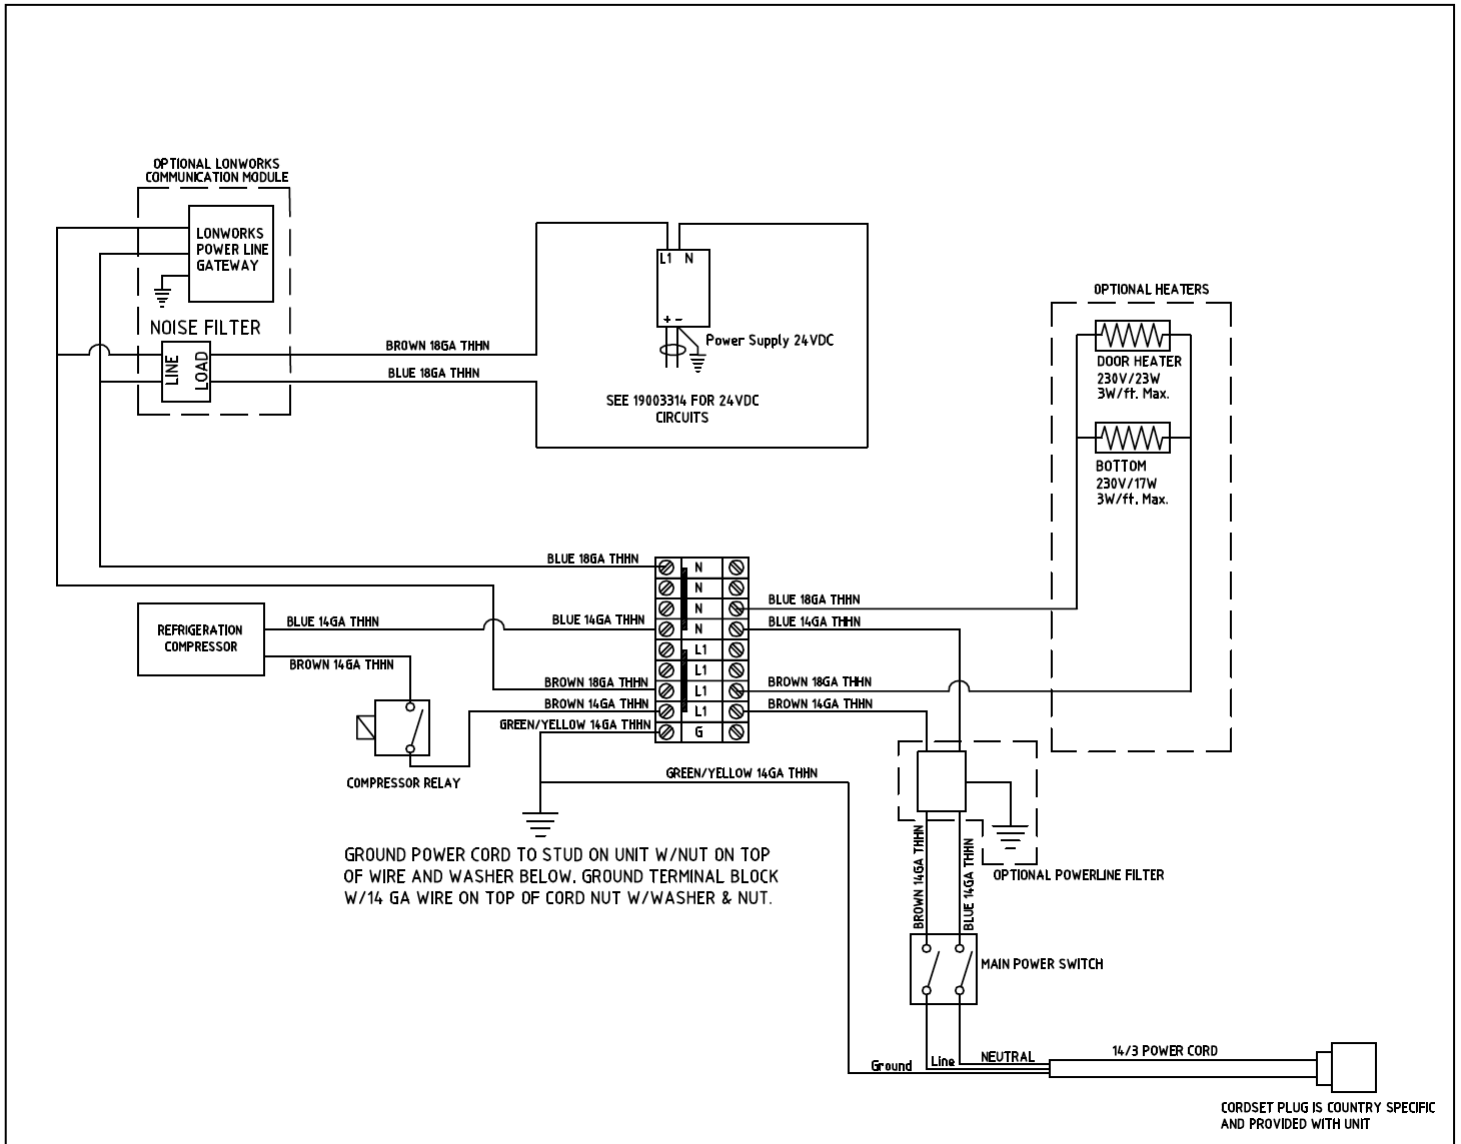 OPTIONAL LONWORKS
COMMUNICATION MODULE
LONWORKS
POWER LINE
GATEWAY
NOISE FILTER
LINE
LOAD
BROWN 18GA THHN
BLUE 18GA THHN
L1 N
+ -
Power Supply 24VDC
SEE 19003314 FOR 24VDC
CIRCUITS
OPTIONAL HEATERS
DOOR HEATER
230V/23W
3W/ft. Max.
BOTTOM
230V/17W
3W/ft. Max.
BLUE 18GA THHN
BLUE 14GA THHN
BROWN 18GA THHN
BROWN 14GA THHN
GREEN/YELLOW 14GA THHN
N
N
N
N
L1
L1
L1
L1
G
BLUE 18GA THHN
BLUE 14GA THHN
BROWN 18GA THHN
BROWN 14GA THHN
REFRIGERATION
COMPRESSOR
BLUE 14GA THHN
BROWN 14GA THHN
COMPRESSOR RELAY
GREEN/YELLOW 14GA THHN
GROUND POWER CORD TO STUD ON UNIT W/NUT ON TOP
OF WIRE AND WASHER BELOW. GROUND TERMINAL BLOCK
W/14 GA WIRE ON TOP OF CORD NUT W/WASHER & NUT.
BROWN 14GA THHN
BLUE 14GA THHN
OPTIONAL POWERLINE FILTER
MAIN POWER SWITCH
Ground
Line
NEUTRAL
14/3 POWER CORD
CORDSET PLUG IS COUNTRY SPECIFIC
AND PROVIDED WITH UNIT